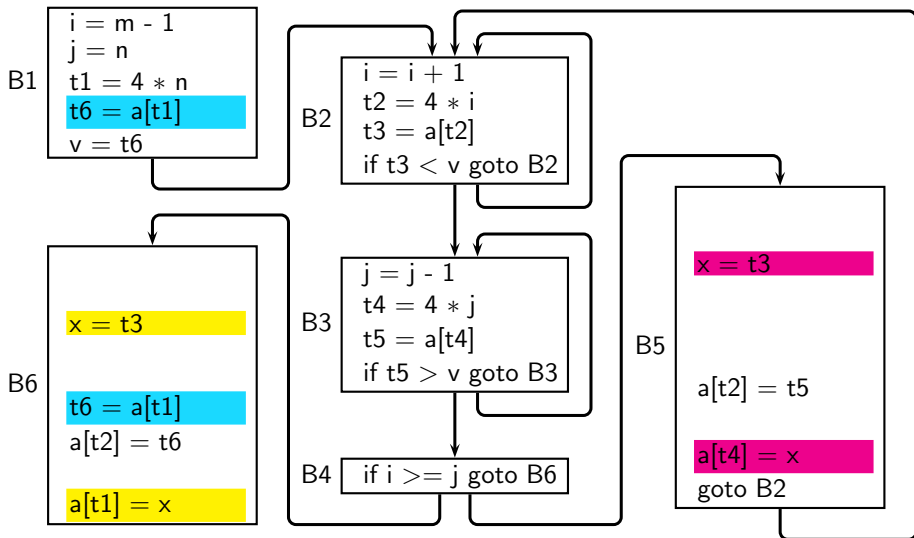 B1
i = m - 1
j = n
t1 = 4 * n
t6 = a[t1]
v = t6
B2
i = i + 1
t2 = 4 * i
t3 = a[t2]
if t3 < v goto B2
B3
j = j - 1
t4 = 4 * j
t5 = a[t4]
if t5 > v goto B3
B4
if i >= j goto B6
B5
x = t3
a[t2] = t5
a[t4] = x
goto B2
B6
x = t3
t6 = a[t1]
a[t2] = t6
a[t1] = x